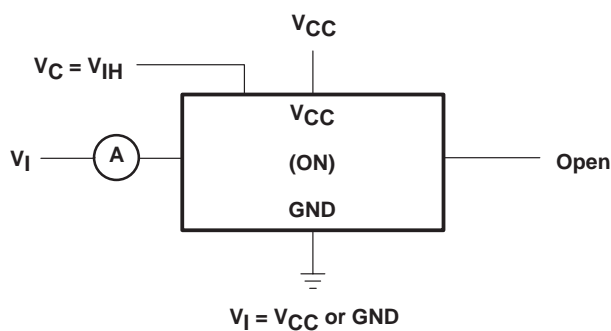 VCC
VC = VIH
VCC
VI
A
(ON)
Open
GND
VI = VCC or GND